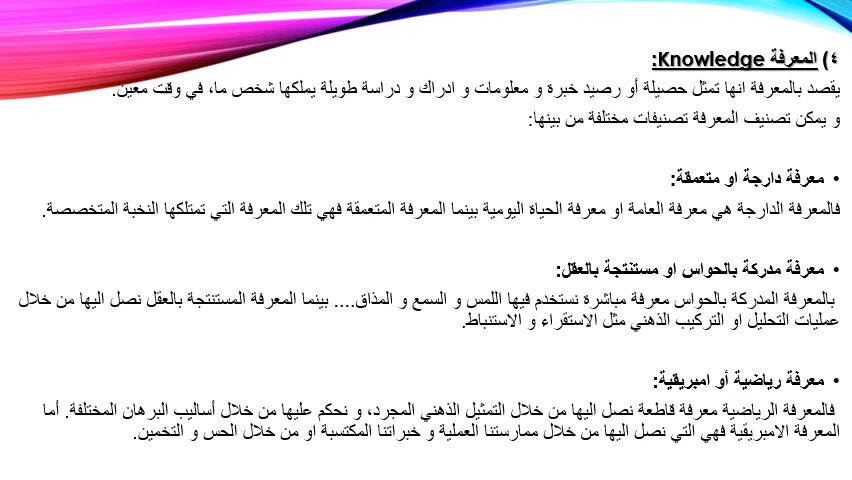 ٤) المعرفة Knowledge:
يقصد بالمعرفة انها تمثل حصيلة أو رصيد خبرة و معلومات و ادراك و دراسة طويلة يملكها شخص ما، في وقت معين.
و يمكن تصنيف المعرفة تصنيفات مختلفة من بينها:
• معرفة دارجة او متعمقة:
فالمعرفة الدارجة هي معرفة العامة او معرفة الحياة اليومية بينما المعرفة المتعمقة فهي تلك المعرفة التي تمتلكها النخبة المتخصصة.
• معرفة مدركة بالحواس او مستنتجة بالعقل:
بالمعرفة المدركة بالحواس معرفة مباشرة نستخدم فيها اللمس و السمع و المذاق.... بينما المعرفة المستنتجة بالعقل نصل اليها من خلال
عمليات التحليل او التركيب الذهني مثل الاستقراء و الاستنباط.
• معرفة رياضية أو امبريقية:
فالمعرفة الرياضية معرفة قاطعة نصل اليها من خلال التمثيل الذهني المجرد، و نحكم عليها من خلال أساليب البرهان المختلفة. أما
المعرفة الامبريقية فهي التي نصل اليها من خلال ممارستنا العملية و خبراتنا المكتسبة او من خلال الحس و التخمين.